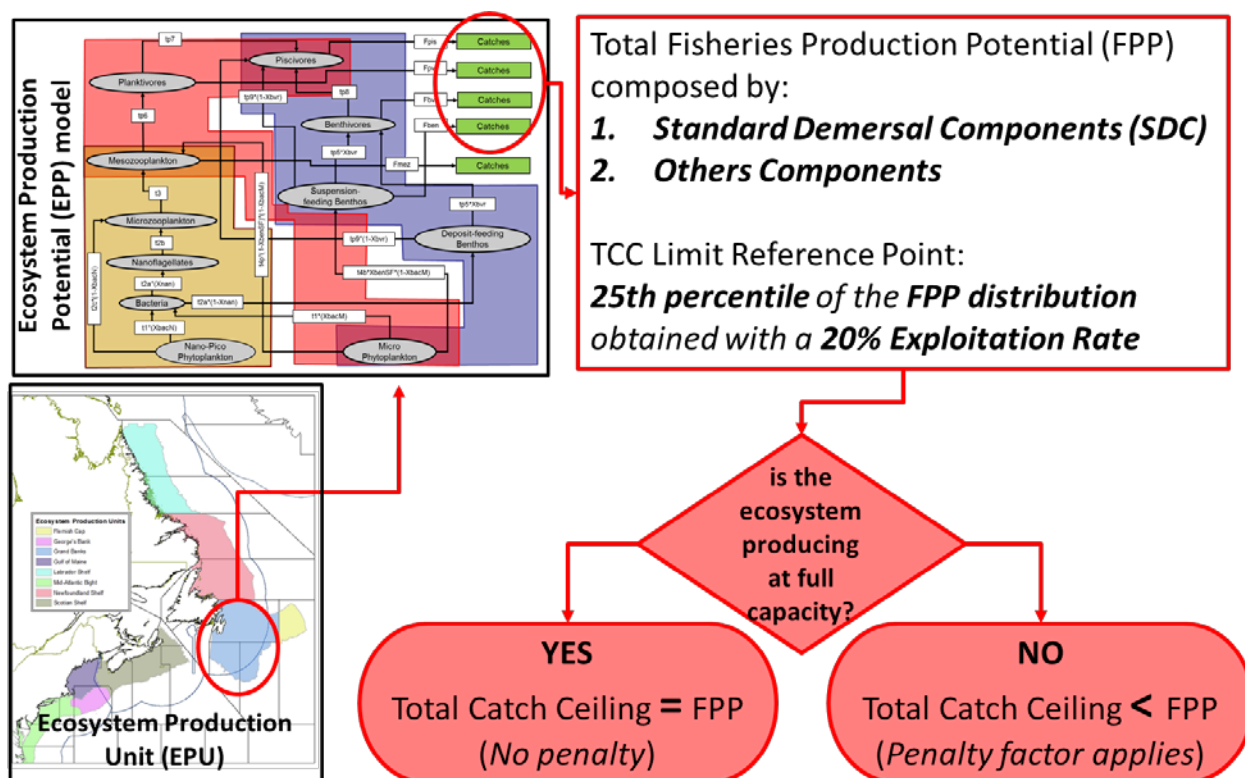 Ecosystem Production
Potential (EPP) model
tp7
Piscivores
Planktivores
tp9*(1-Xbvr)
tp8
Benthivores
tp6
tp5*Xbvr
Mesozooplankton
Suspension-
feeding Benthos
t3
Microzooplankton
tp5*Xbvr
tp9*(1-Xbvr)
Deposit-feeding
Benthos
t2b
Nanoflagellates
t4b*XbenSF*(1-XbacM)
t2a*(Xnan)
Bacteria
t2a*(1-Xnan)
t1*(XbacN)
t1*(XbacM)
Nano-Pico
Phytoplankton
Micro
Phytoplankton
Fpis
Catches
Catches
Catches
Fben
Catches
Fmez
Catches
Total Fisheries Production Potential (FPP)
composed by:
1. Standard Demersal Components (SDC)
2. Others Components
TCC Limit Reference Point:
25th percentile of the FPP distribution
obtained with a 20% Exploitation Rate
Ecosystem Production Units
Flemish Cap
George's Bank
Grand Banks
Gulf of Maine
Labrador Shelf
Mid-Atlantic Bight
Newfoundland Shelf
Scotian Shelf
Ecosystem Production
Unit (EPU)
is the
ecosystem
producing
at full
capacity?
YES
Total Catch Ceiling = FPP
(No penalty)
NO
Total Catch Ceiling < FPP
(Penalty factor applies)